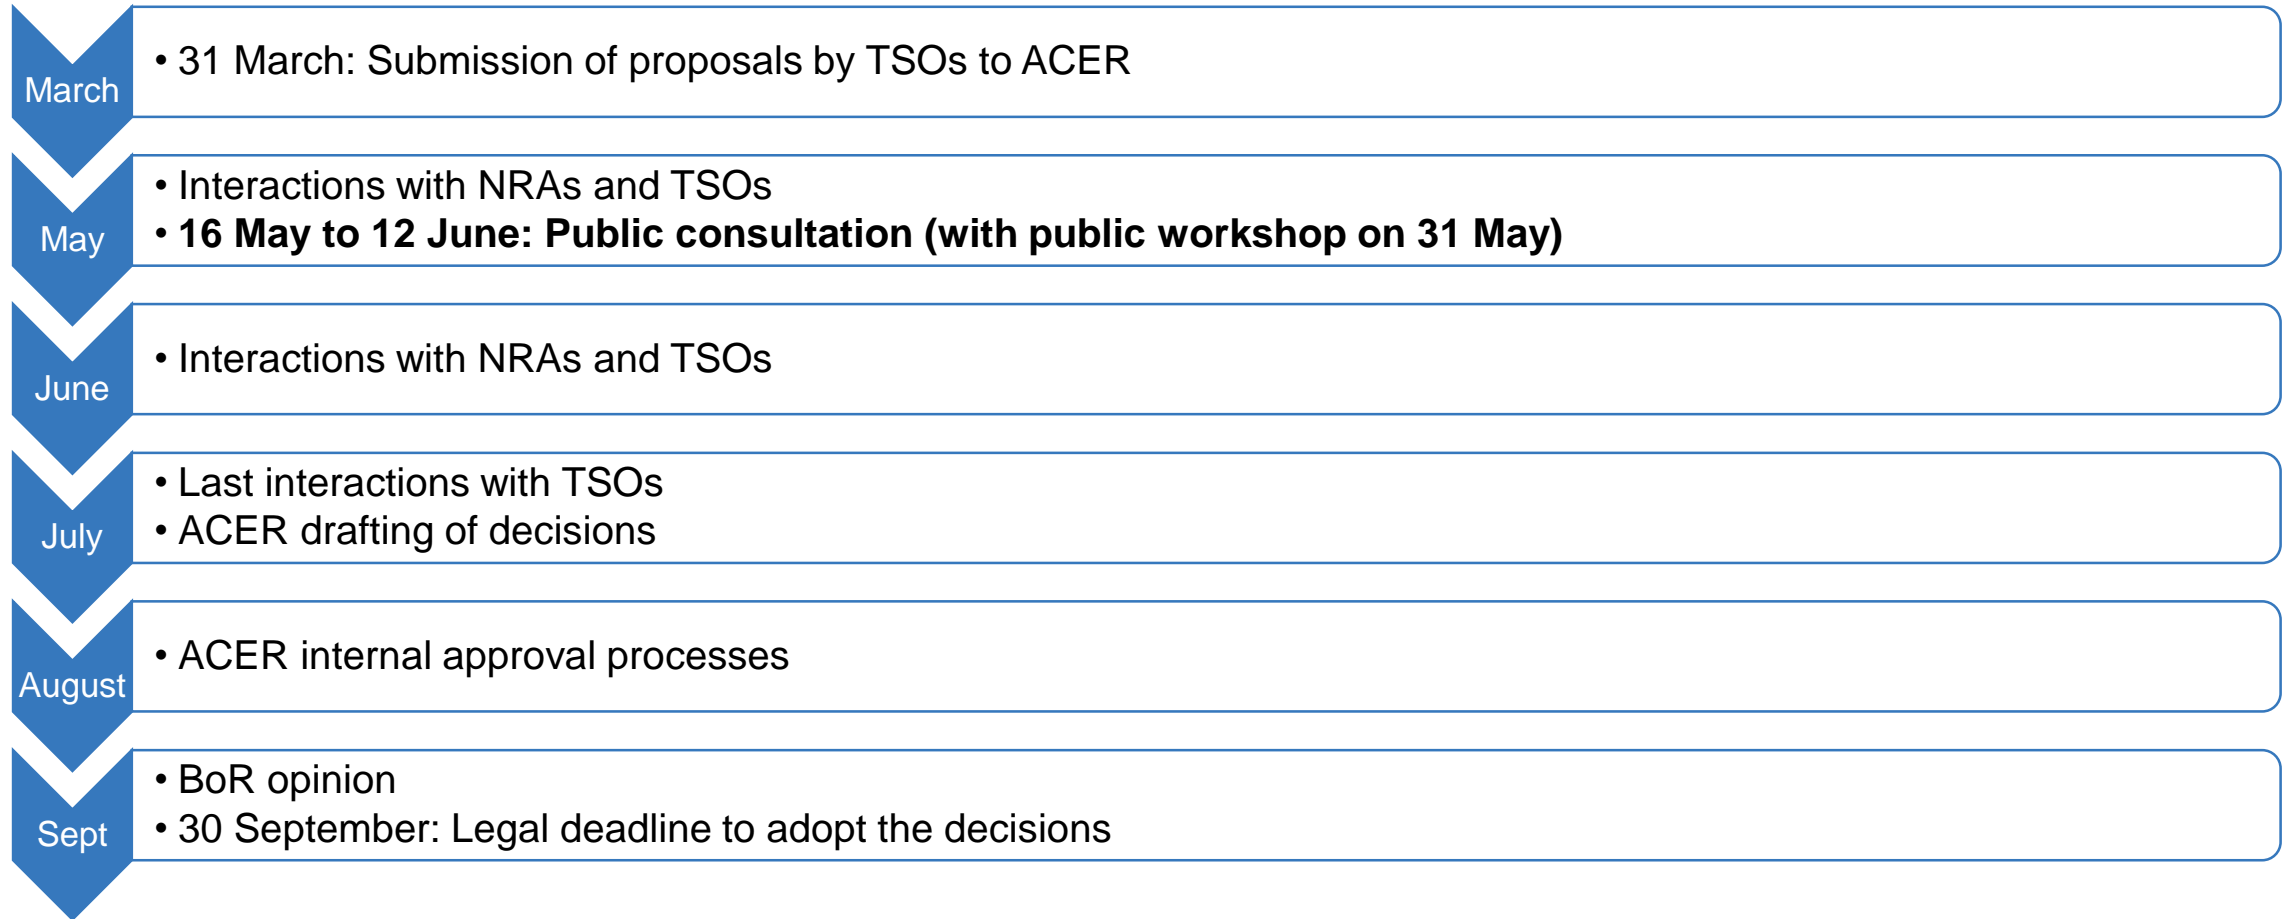 March
• 31 March: Submission of proposals by TSOs to ACER
May
• Interactions with NRAs and TSOs
• 16 May to 12 June: Public consultation (with public workshop on 31 May)
June
• Interactions with NRAs and TSOs
July
• Last interactions with TSOs
• ACER drafting of decisions
August
• ACER internal approval processes
Sept
• BoR opinion
• 30 September: Legal deadline to adopt the decisions